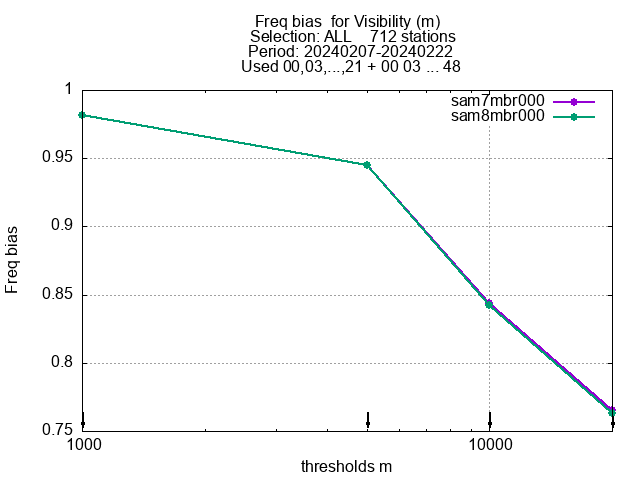 Freq bias  for Visibility (m)
Selection: ALL    712 stations
Period: 20240207-20240222
Used 00,03,...,21 + 00 03 ... 48
sam7mbr000
sam8mbr000
1
0.95
0.9
0.85
0.8
0.75
Freq bias
1000
10000
thresholds m